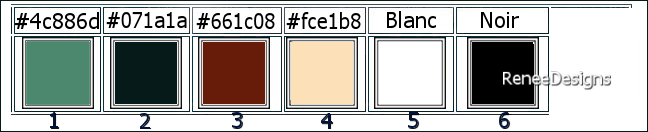 #4c886d #071a1a #661c08 #fce1b8 Blanc Noir
ReneeDesigns
1 2 3 4 5 6